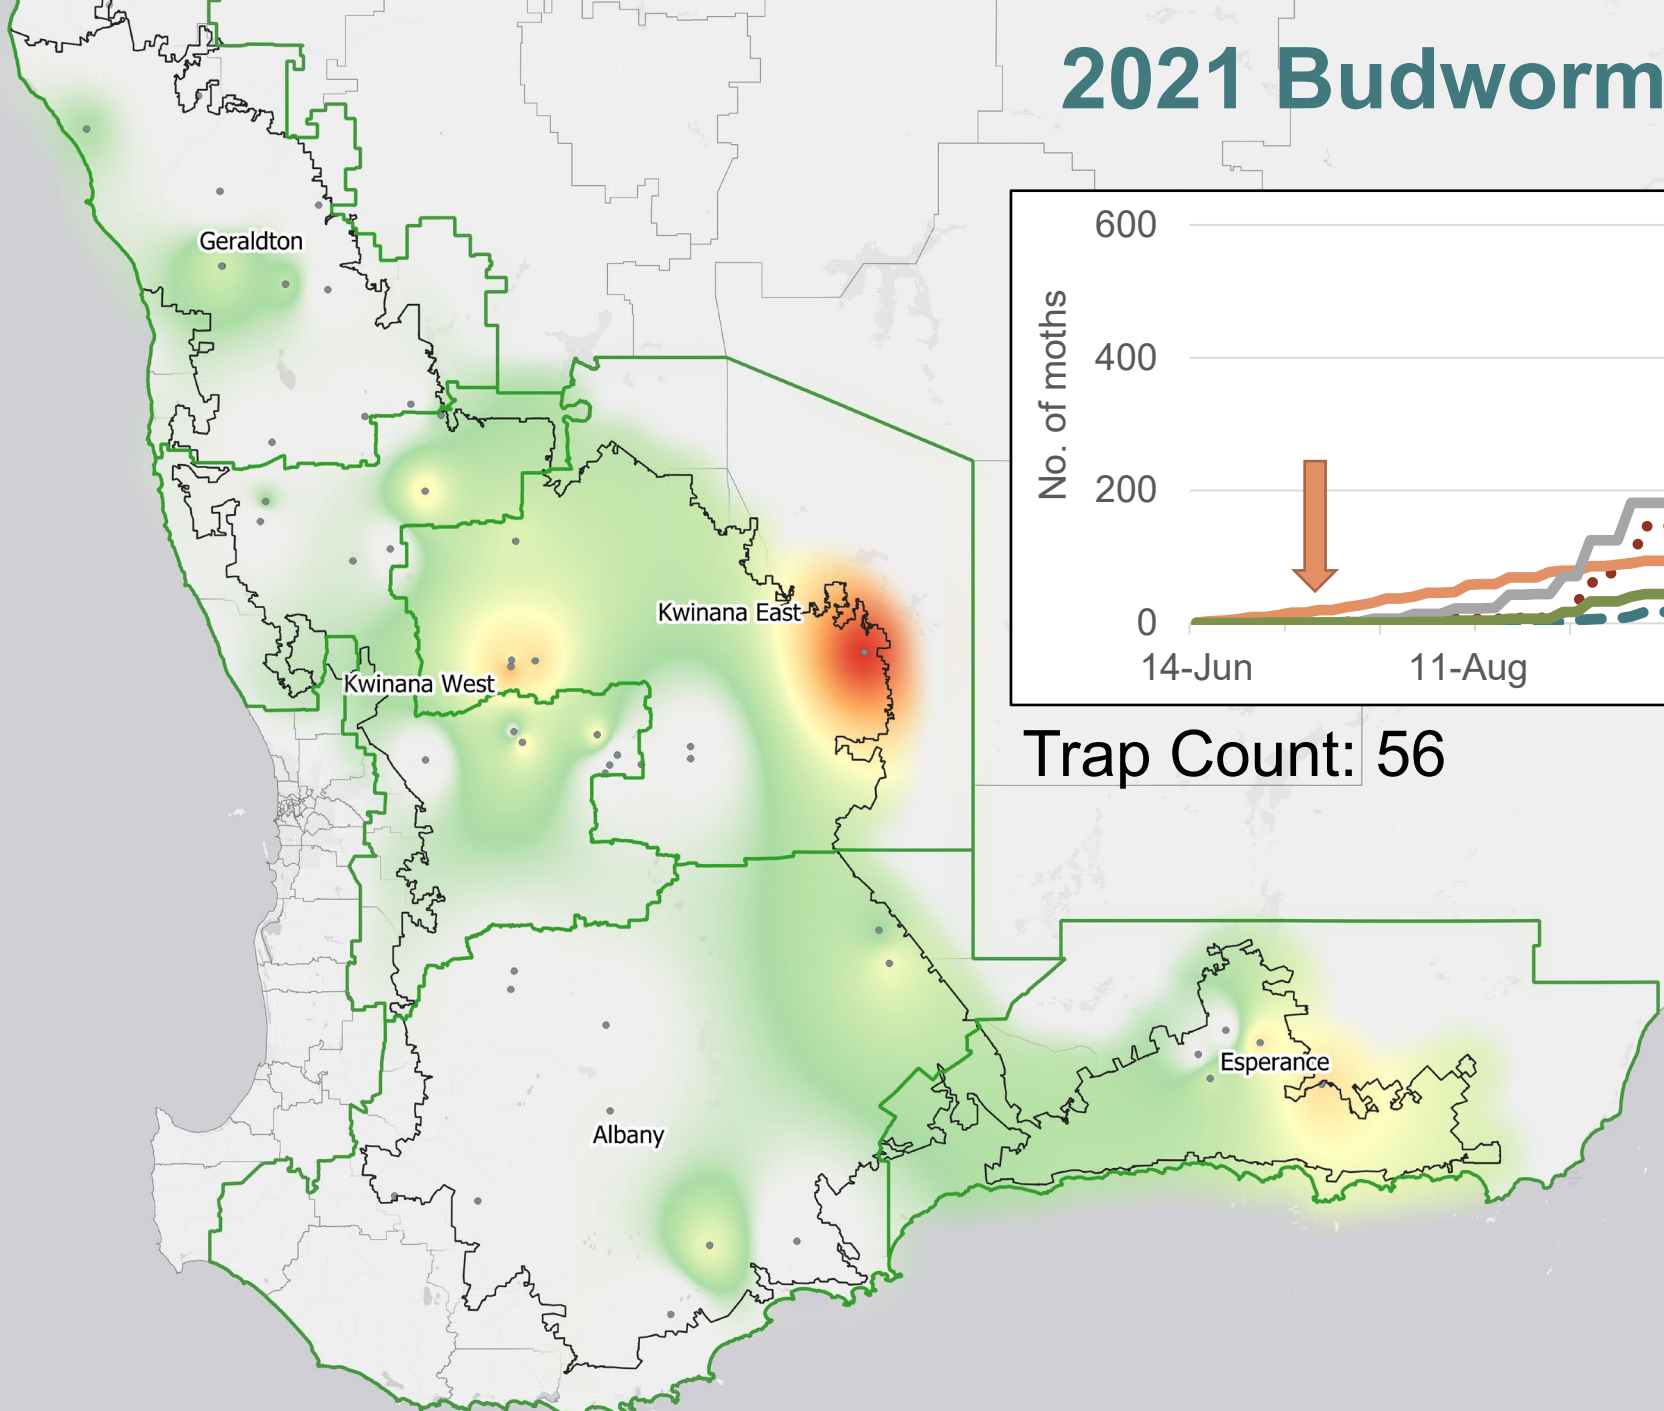 2021 Budworm
600
400
200
0
No. of moths
14-Jun
11-Aug
Trap Count: 56
Geraldton
Kwinana East
Kwinana West
Esperance
Albany